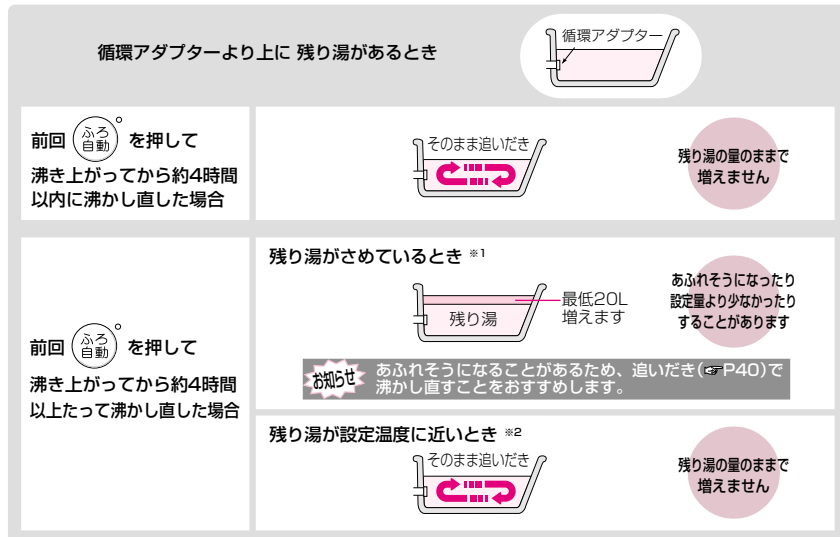 循環アダプターより上に 残り湯があるとき
循環アダプター
前回 ふろ自動 を押して
沸き上がってから約4時間
以内に沸かし直した場合
そのまま追いだき
残り湯の量のままで
増えません
前回 ふろ自動 を押して
沸き上がってから約4時間
以上たって沸かし直した場合
残り湯がさめているとき ※1
残り湯
最低20L
増えます
あふれそうになったり
設定量より少なかったり
することがあります
お知らせ
あふれそうになることがあるため、追いだき(☞P40)で
沸かし直すことをおすすめします。
残り湯が設定温度に近いとき ※2
そのまま追いだき
残り湯の量のままで
増えません